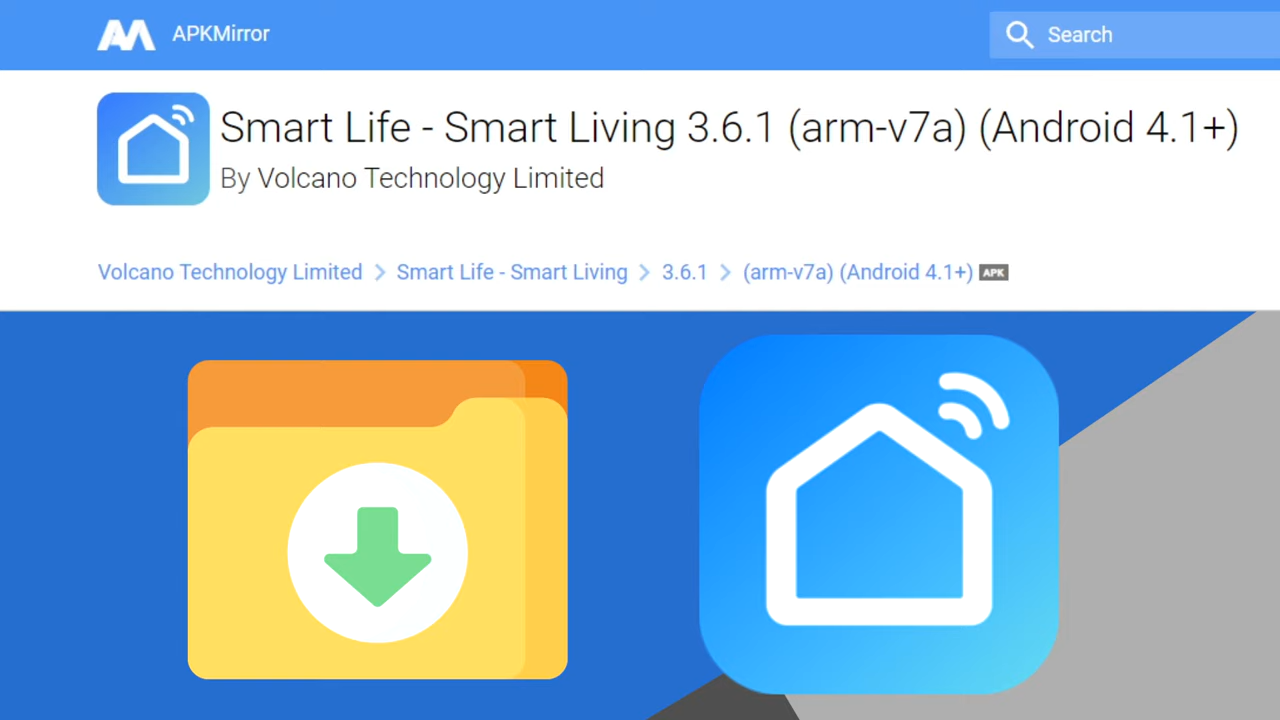 APKMirror
Search
Smart Life - Smart Living 3.6.1 (arm-v7a) (Android 4.1+)
By Volcano Technology Limited
Volcano Technology Limited > Smart Life - Smart Living > 3.6.1 > (arm-v7a) (Android 4.1+) APK